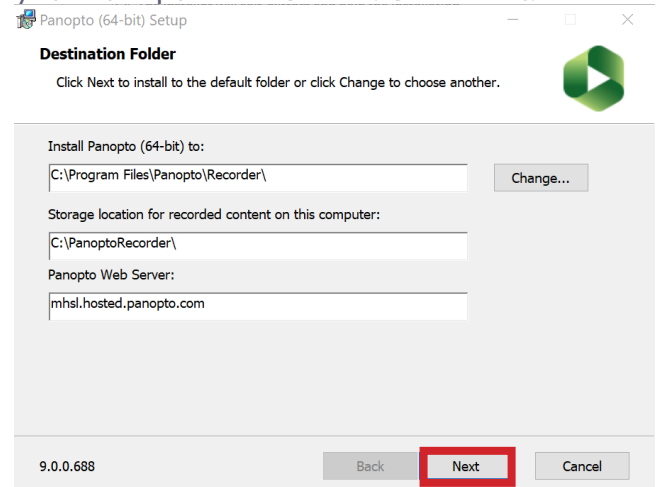 Panopto (64-bit) Setup
Destination Folder
Click Next to install to the default folder or click Change to choose another.
Install Panopto (64-bit) to:
C:\Program Files\Panopto\Recorder\
Change...
Storage location for recorded content on this computer:
C:\PanoptoRecorder\
Panopto Web Server:
mhsl.hosted.panopto.com
9.0.0.688
Back
Next
Cancel